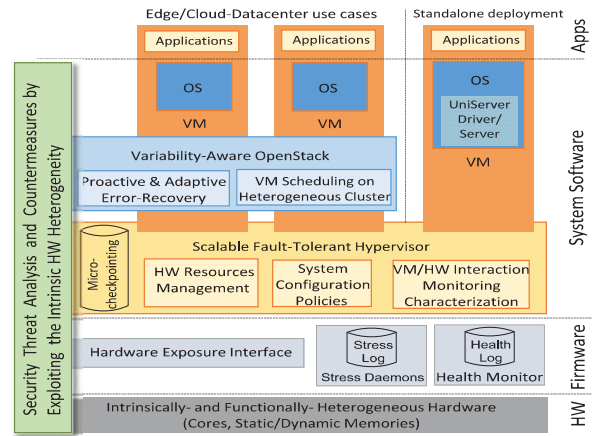 Edge/Cloud-Datacenter use cases
Standalone deployment
Applications
Applications
Applications
Apps
OS
OS
OS
UniServer
Driver/
Server
VM
VM
VM
Variability-Aware OpenStack
Proactive & Adaptive
Error-Recovery
VM Scheduling on
Heterogeneous Cluster
System Software
Scalable Fault-Tolerant Hypervisor
Micro-
checkpointing
HW Resources
Management
System
Configuration
Policies
VM/HW Interaction
Monitoring
Characterization
Hardware Exposure Interface
Stress
Log
Stress Daemons
Health
Log
Health Monitor
Firmware
Intrinsically- and Functionally- Heterogeneous Hardware
(Cores, Static/Dynamic Memories)
HW
Security Threat Analysis and Countermeasures by
Exploiting the Intrinsic HW Heterogeneity